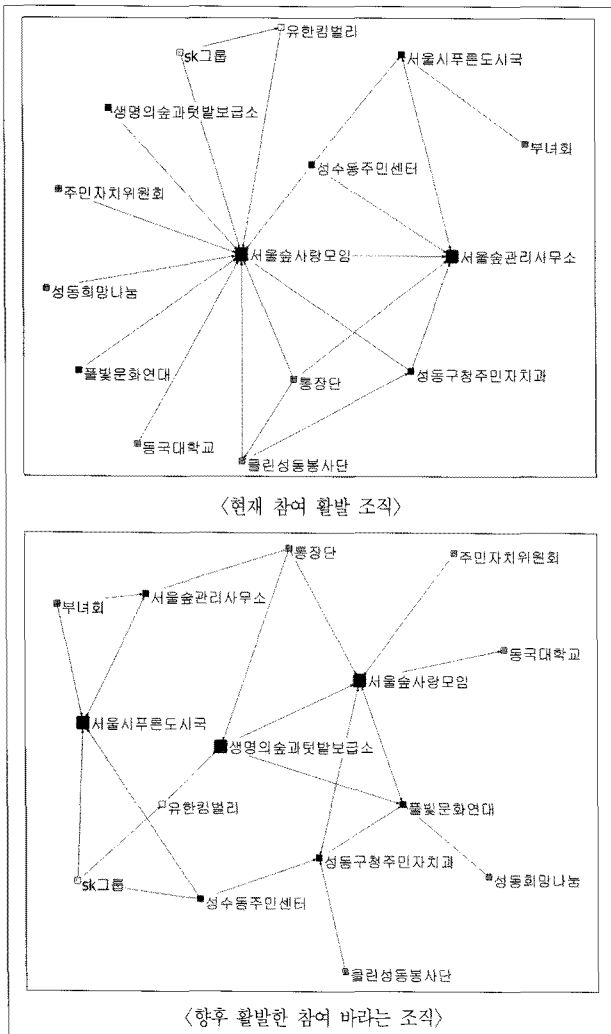 유한킴벌리
sk그룹
서울시푸른도시국
생명의숲과텃밭보급소
부녀회
성수동주민센터
주민자치위원회
서울숲사랑모임
서울숲관리사무소
성동희망나눔
풀빛문화연대
통장단
성동구청주민자치과
동국대학교
클린성동봉사단
〈현재 참여 활발 조직〉
통장단
주민자치위원회
부녀회
서울숲관리사무소
동국대학교
서울숲사랑모임
서울시푸른도시국
생명의숲과텃밭보급소
유한킴벌리
풀빛문화연대
성동구청주민자치과
sk그룹
성수동주민센터
성동희망나눔
클린성동봉사단
〈향후 활발한 참여 바라는 조직〉